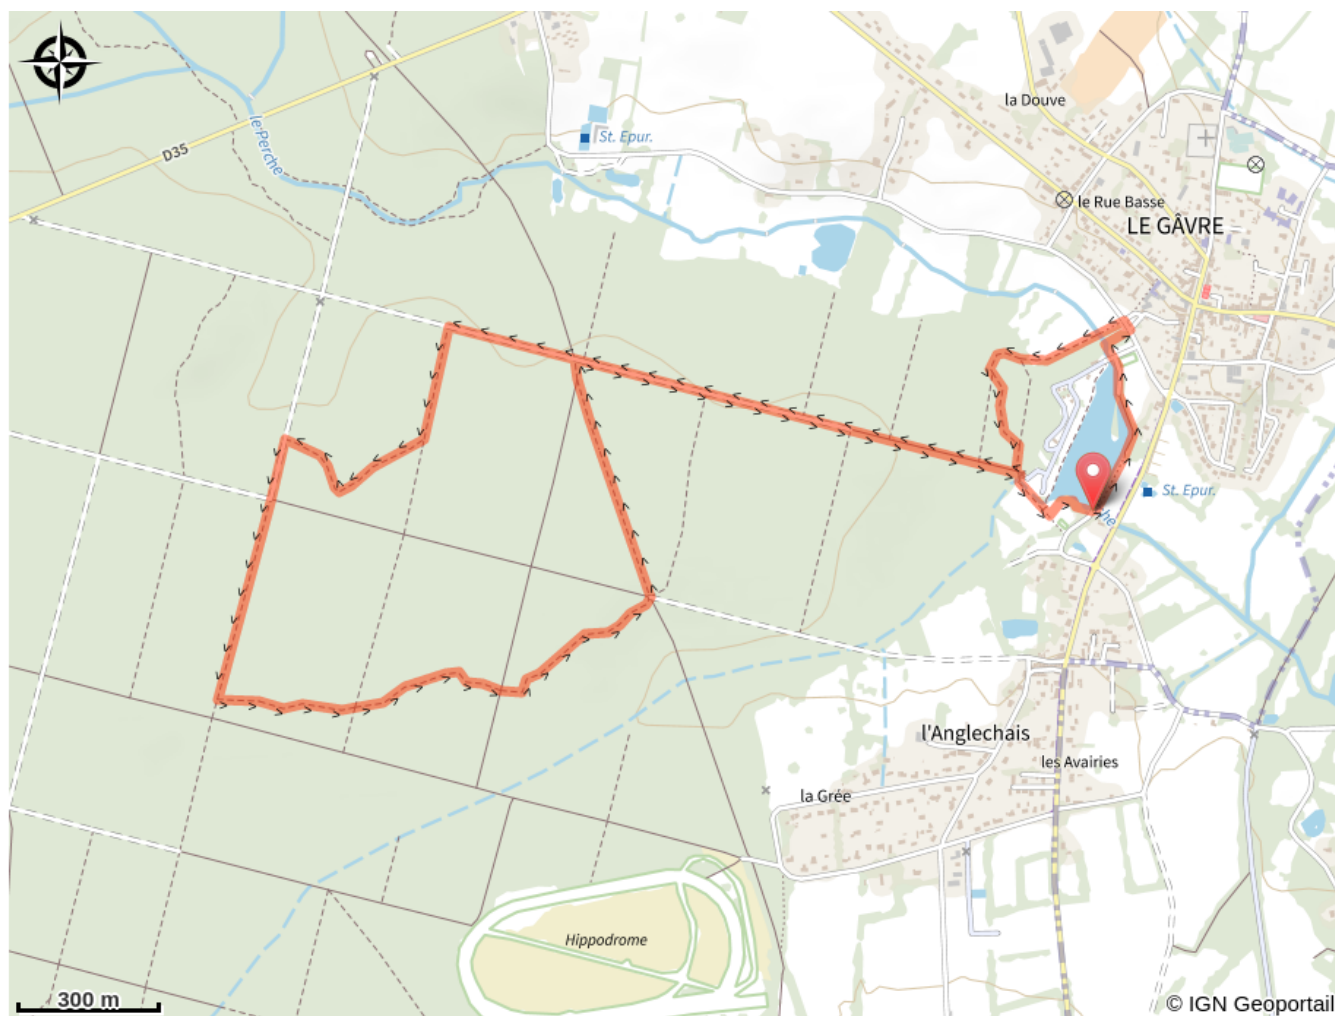 la Douve
le Perche
D35
St. Epur.
le Rue Basse
LE GÂVRE
St. Epur.
he
l'Anglechais
les Avairies
la Grée
Hippodrome
300 m
© IGN Geoportail